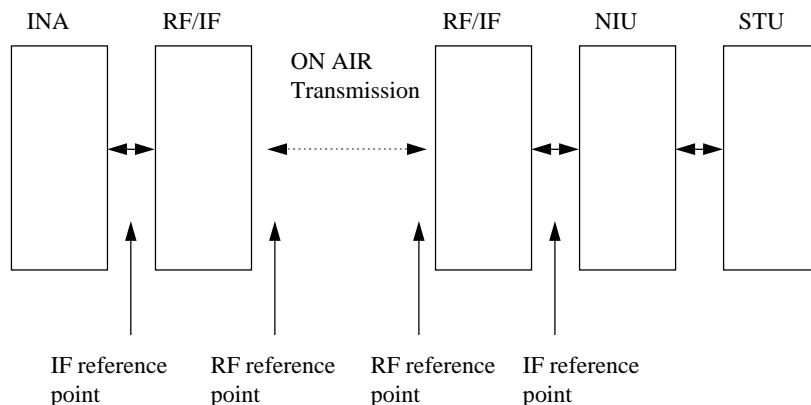 INA
RF/IF
ON AIR
Transmission
RF/IF
NIU
STU
IF reference
point
RF reference
point
RF reference
point
IF reference
point